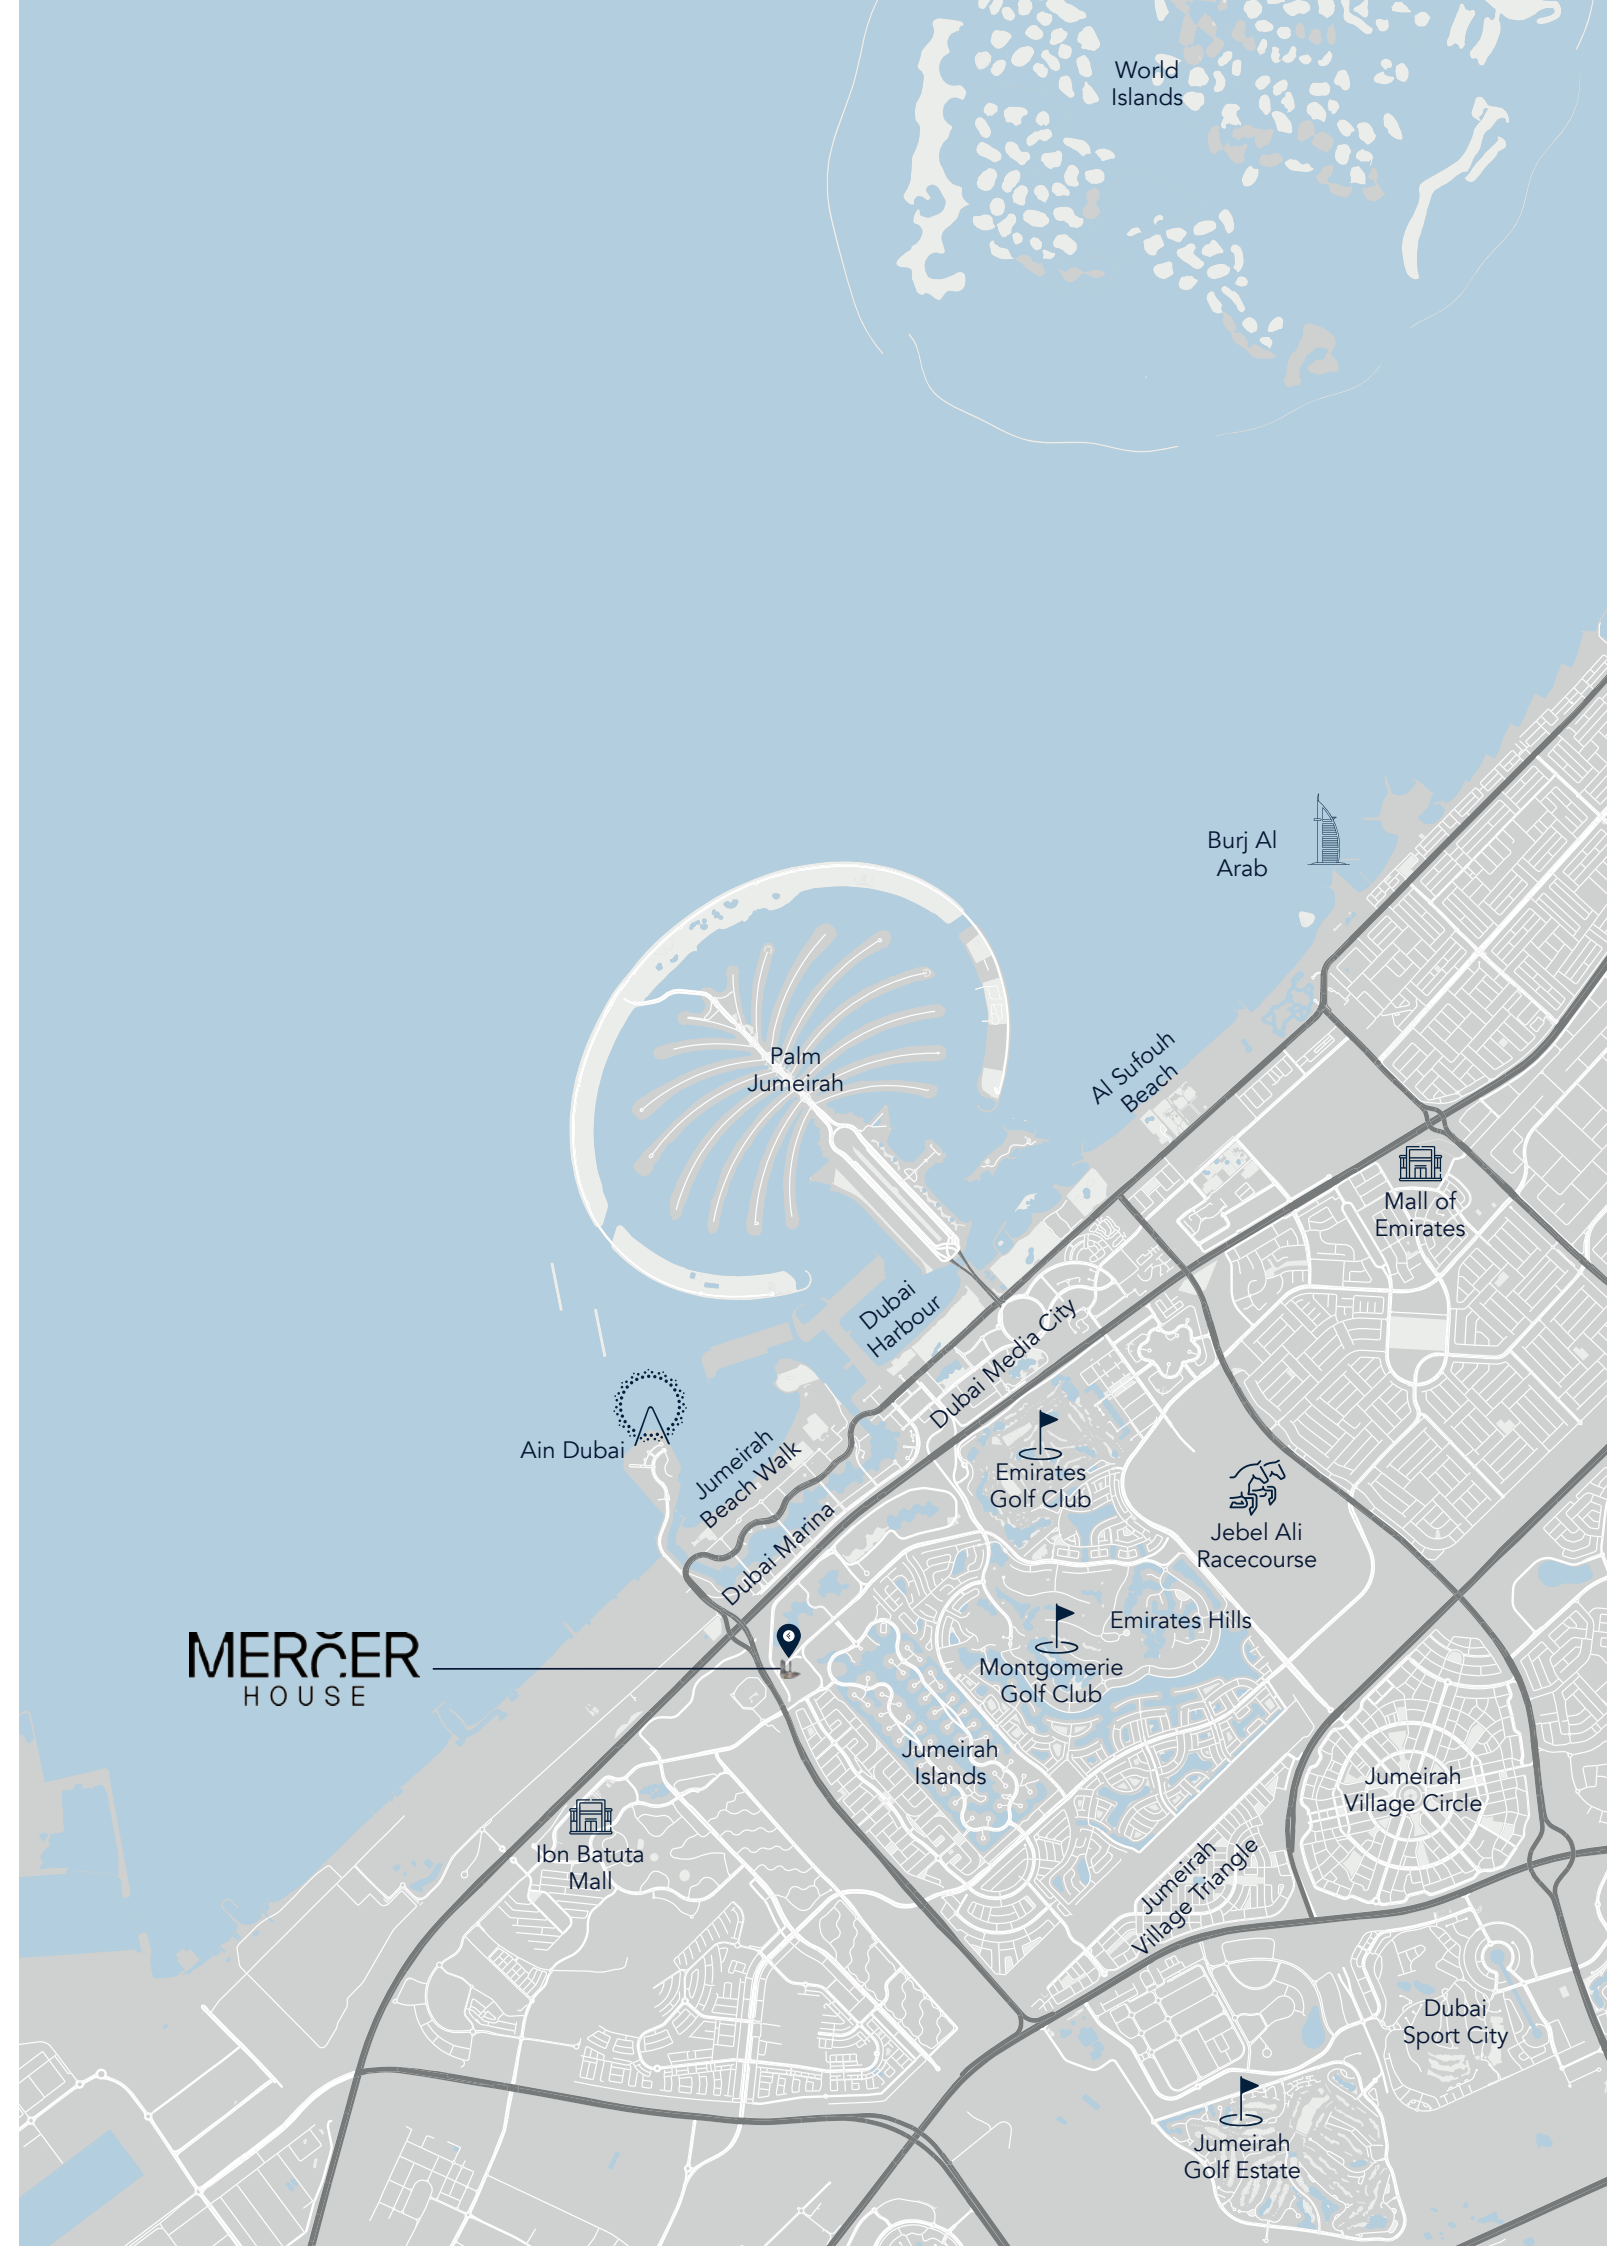 World
Islands
Burj Al
Arab
Palm
Jumeirah
Al Sufouh
Beach
Mall of
Emirates
Dubai
Harbour
Dubai Media City
Ain Dubai
Jumeirah
Beach Walk
Emirates
Golf Club
Jebel Ali
Racecourse
Dubai Marina
Emirates Hills
MERCER
HOUSE
Montgomerie
Golf Club
Jumeirah
Islands
Jumeirah
Village Circle
Ibn Batuta
Mall
Jumeirah
Village Triangle
Dubai
Sport City
Jumeirah
Golf Estate